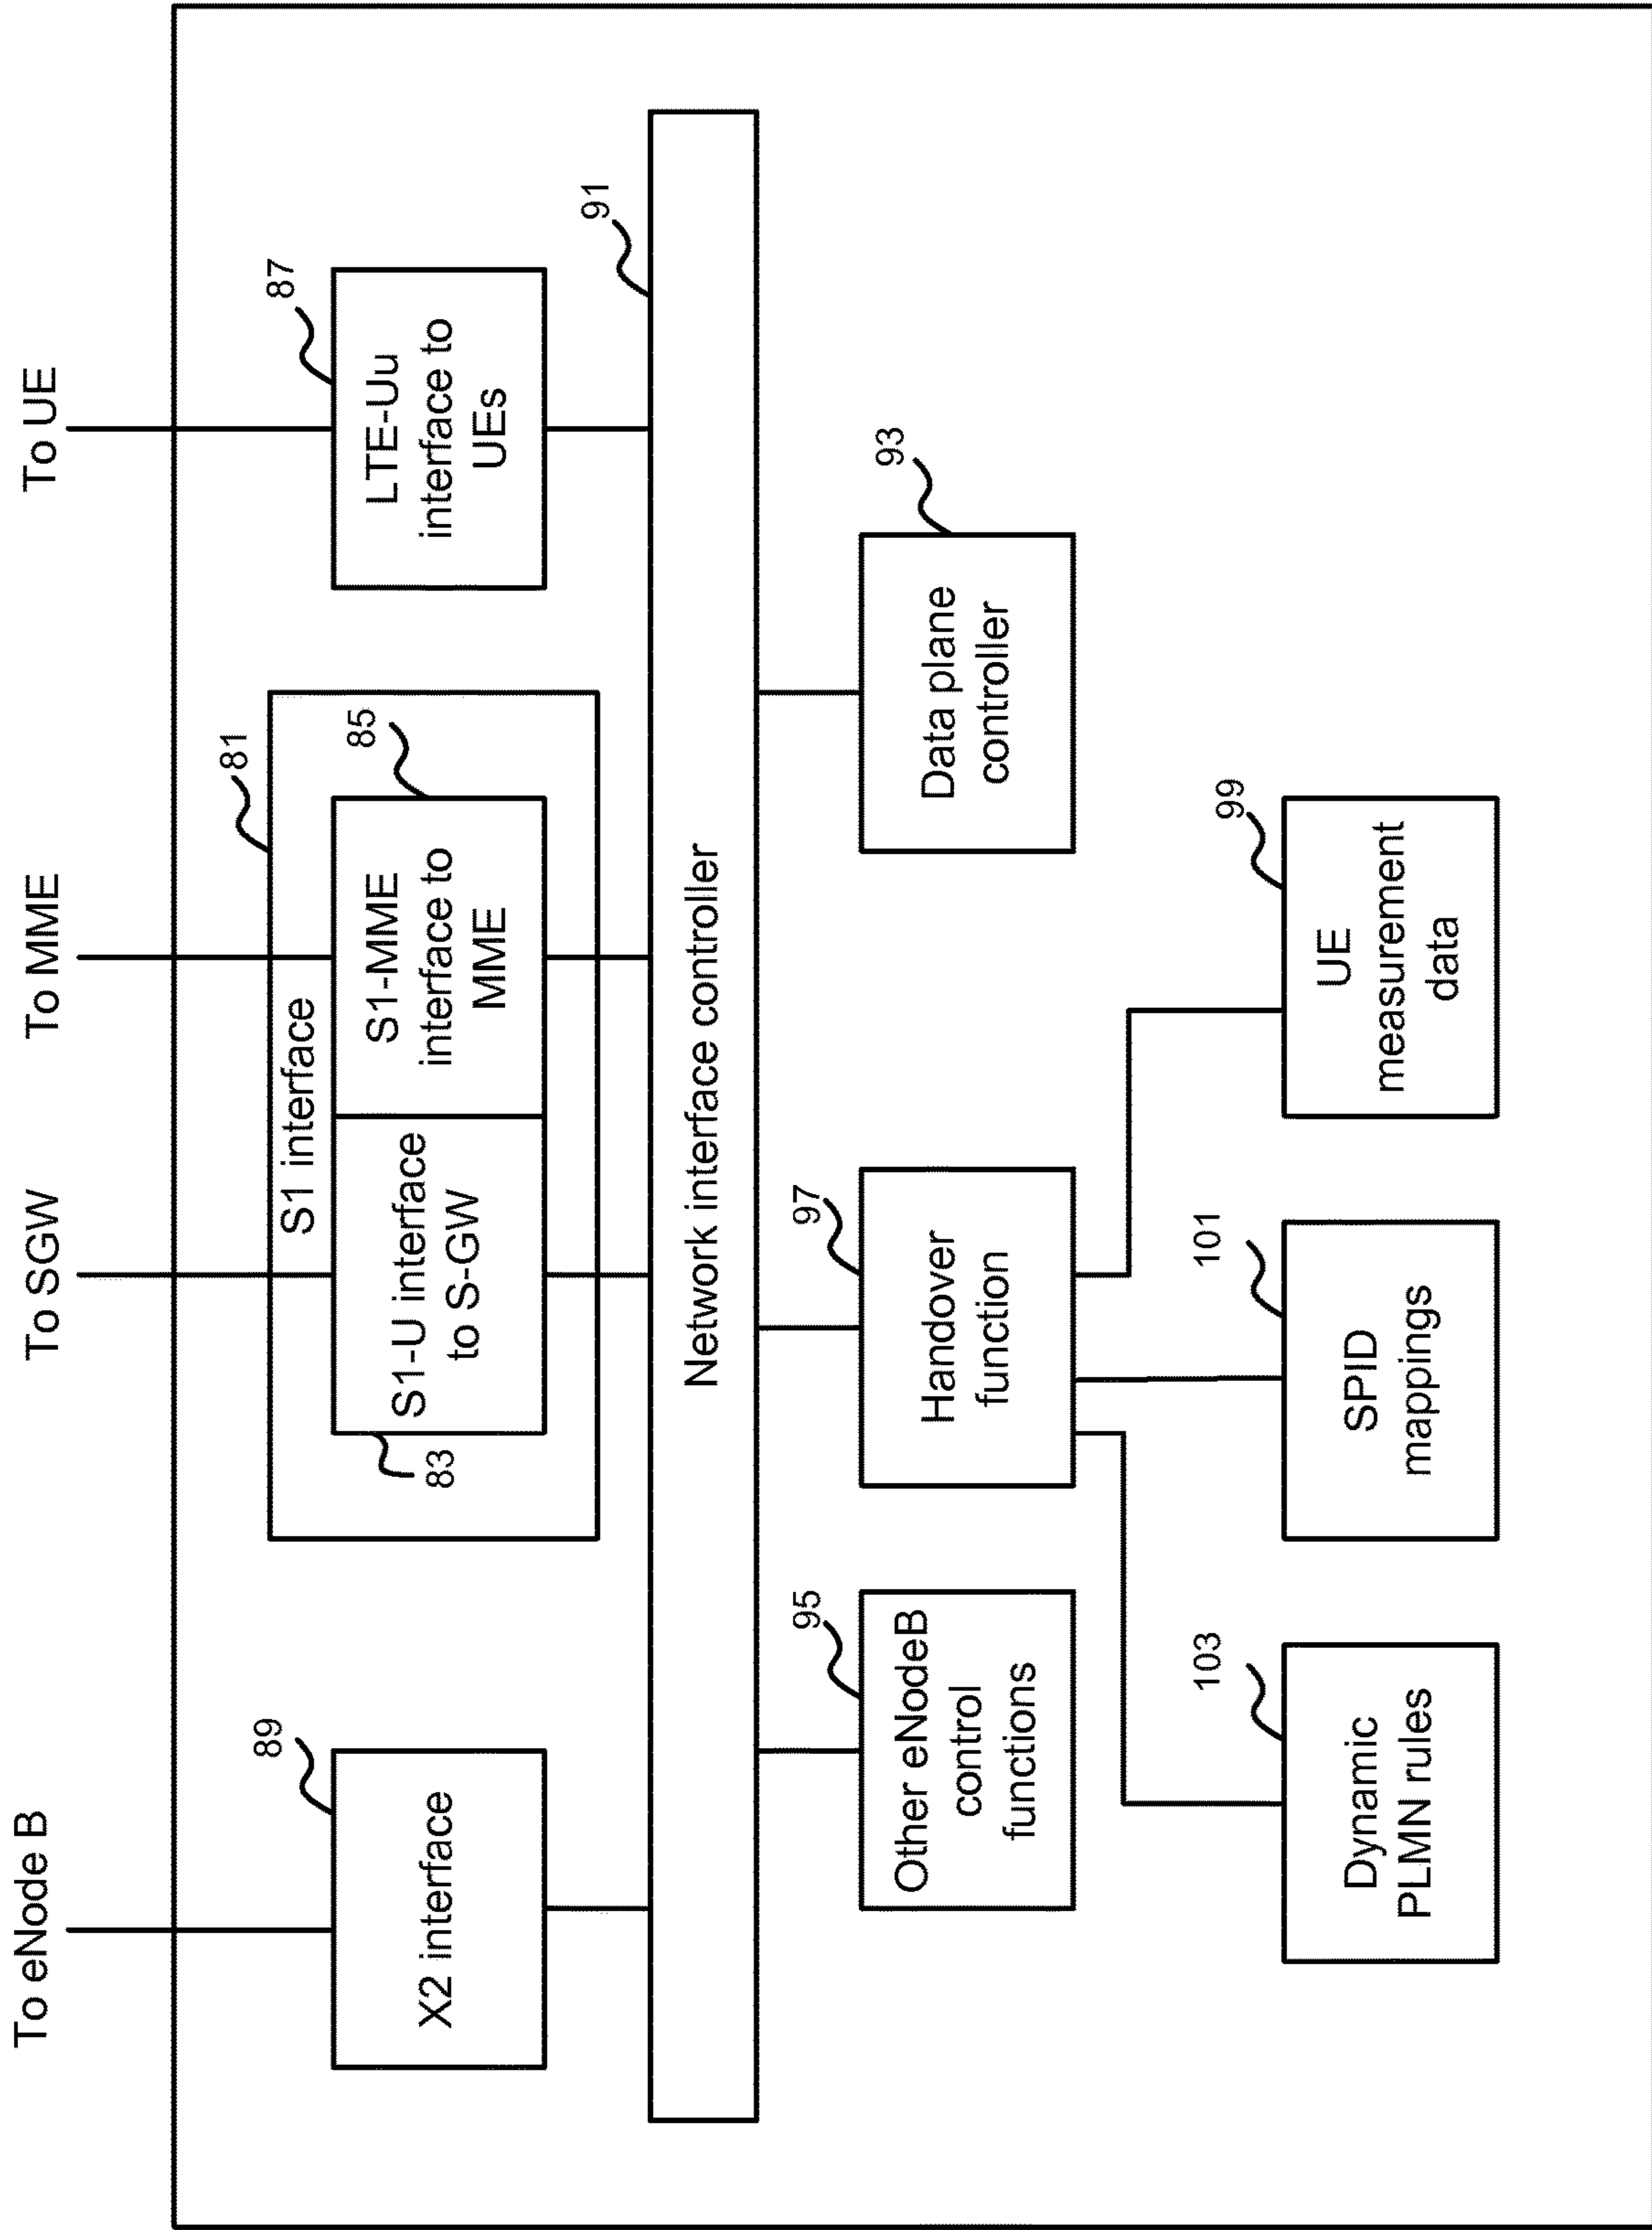 To eNode B
To SGW
To MME
To UE
89
X2 interface
81
S1 interface
83
S1-U interface
to S-GW
85
S1-MME
interface to
MME
87
LTE-Uu
interface to
UEs
91
Network interface controller
95
Other eNodeB
control
functions
97
Handover
function
93
Data plane
controller
103
Dynamic
PLMN rules
101
SPID
mappings
99
UE
measurement
data